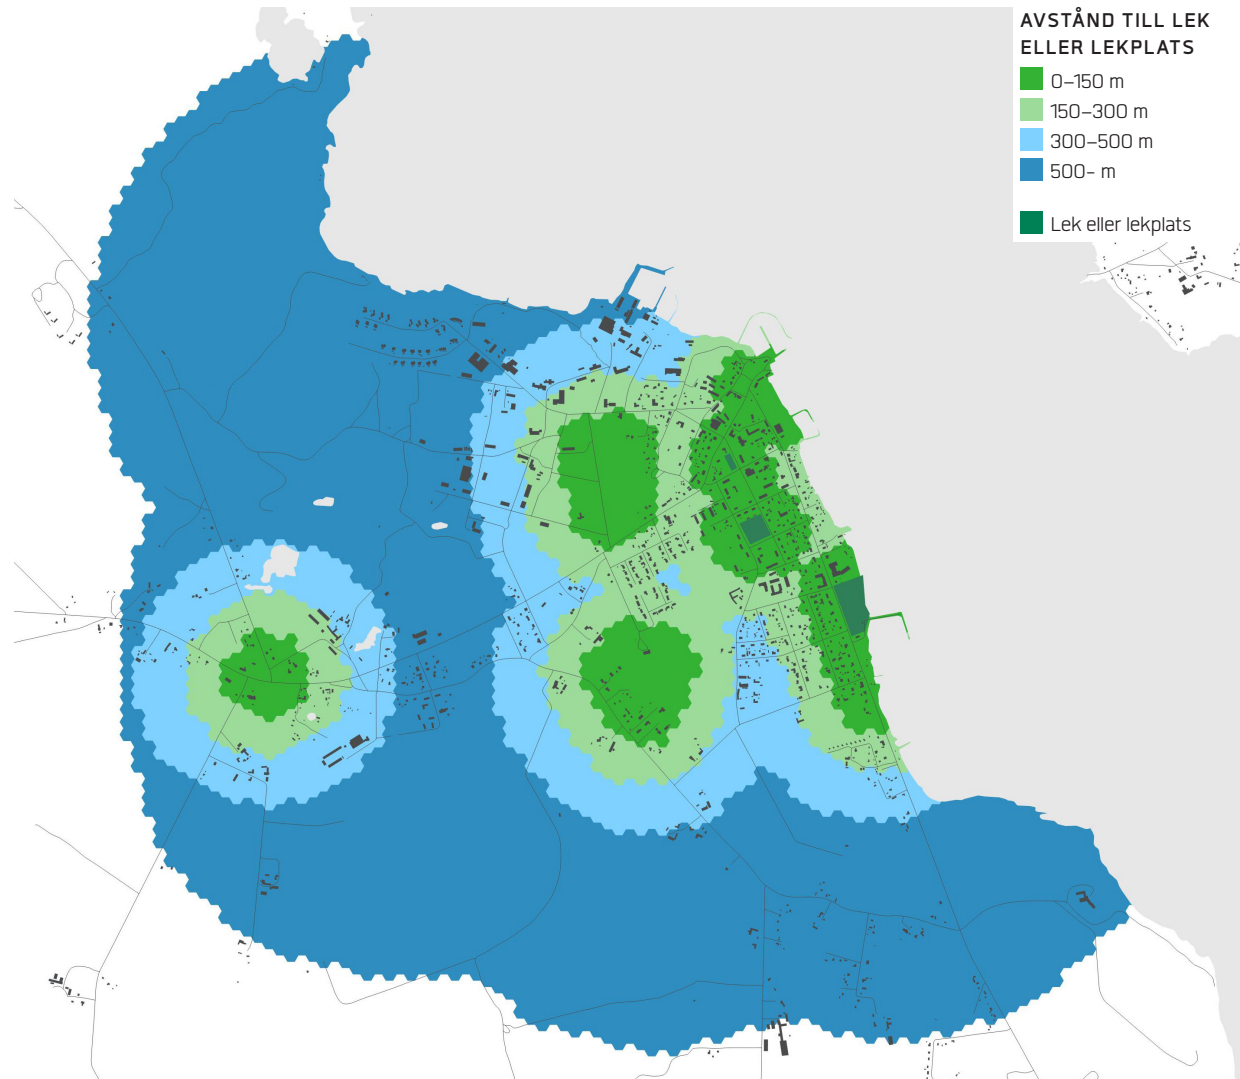 AVSTÅND TILL LEK
ELLER LEKPLATS
0–150 m
150–300 m
300–500 m
500- m
Lek eller lekplats